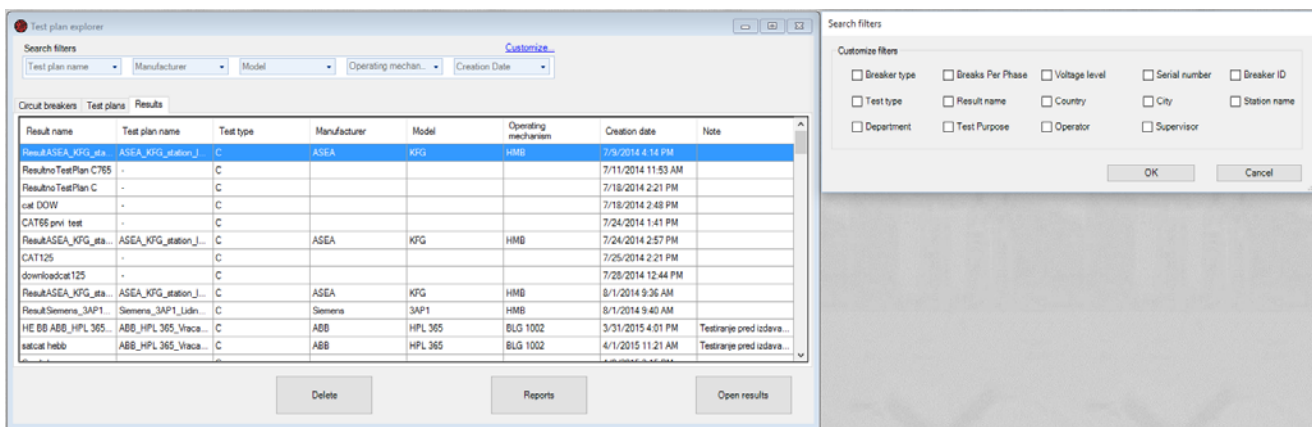 Test plan explorer
Search filters
Customize...
Test plan name Manufacturer Model Operating mechan... Creation Date
Circuit breakers Test plans Results
Result name Test plan name Test type Manufacturer Model Operating mechanism Creation date Note
ResultASEA_KFG_sta... ASEA_KFG_station_l... C ASEA KFG HMB 7/9/2014 4:14 PM
ResultnoTestPlan C765 - C 7/11/2014 11:53 AM
ResultnoTestPlan C - C 7/18/2014 2:21 PM
cat DOW - C 7/18/2014 2:48 PM
CAT66 prvi test - C 7/24/2014 1:41 PM
ResultASEA_KFG_sta... ASEA_KFG_station_l... C ASEA KFG HMB 7/24/2014 2:57 PM
CAT125 - C 7/25/2014 2:21 PM
downloadcat125 - C 7/28/2014 12:44 PM
ResultASEA_KFG_sta... ASEA_KFG_station_l... C ASEA KFG HMB 8/1/2014 9:36 AM
ResultSiemens_3AP1... Siemens_3AP1_Lidin... C Siemens 3AP1 HMB 8/1/2014 9:40 AM
HE BB ABB_HPL 365... ABB_HPL 365_Vraca... C ABB HPL 365 BLG 1002 3/31/2015 4:01 PM Testiranje pred izdava...
satcat hebb ABB_HPL 365_Vraca... C ABB HPL 365 BLG 1002 4/1/2015 11:21 AM Testiranje pred izdava...
Delete Reports Open results
Search filters
Customize filters
Breaker type Breaks Per Phase Voltage level Serial number Breaker ID
Test type Result name Country City Station name
Department Test Purpose Operator Supervisor
OK Cancel